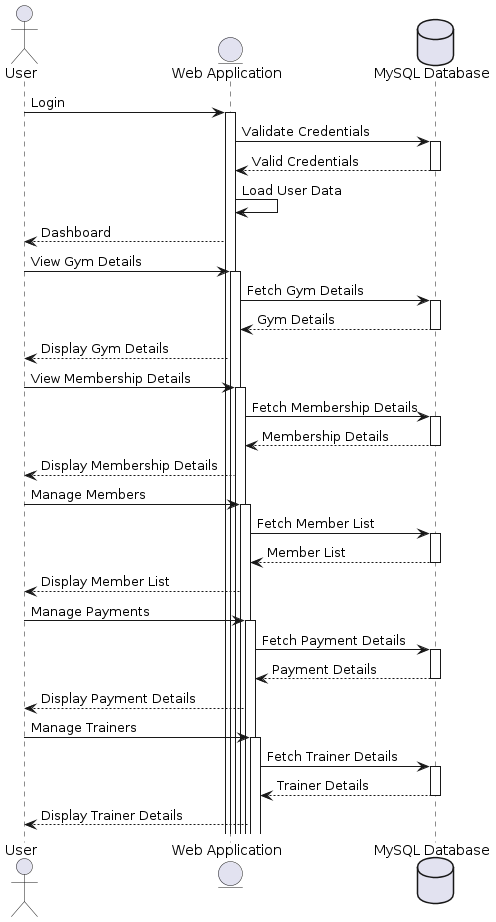 User
Web Application
MySQL Database
Login
Validate Credentials
Valid Credentials
Load User Data
Dashboard
View Gym Details
Fetch Gym Details
Gym Details
Display Gym Details
View Membership Details
Fetch Membership Details
Membership Details
Display Membership Details
Manage Members
Fetch Member List
Member List
Display Member List
Manage Payments
Fetch Payment Details
Payment Details
Display Payment Details
Manage Trainers
Fetch Trainer Details
Trainer Details
Display Trainer Details
User
Web Application
MySQL Database